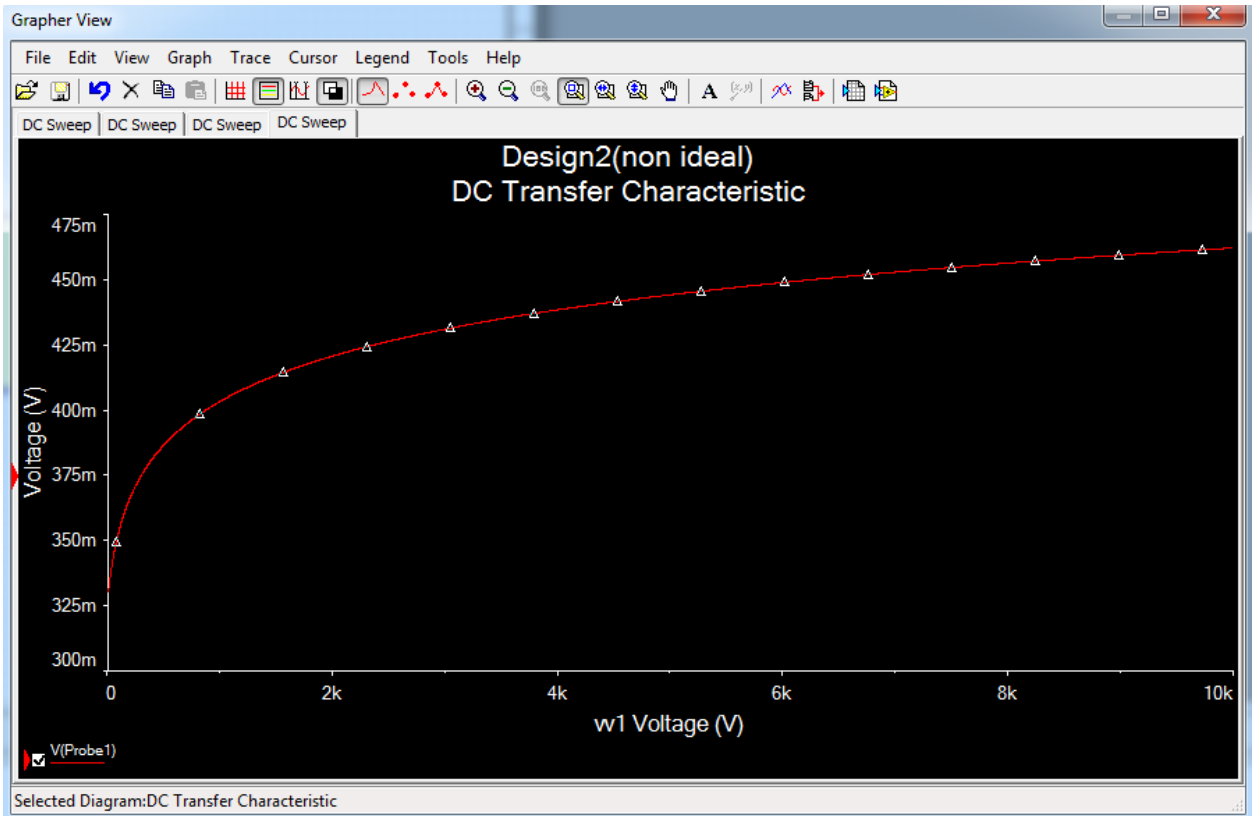 Grapher View
File Edit View Graph Trace Cursor Legend Tools Help
A (x,y)
DC Sweep DC Sweep DC Sweep DC Sweep
Design2(non ideal)
DC Transfer Characteristic
475m
450m
425m
400m
375m
350m
325m
300m
Voltage (V)
0 2k 4k 6k 8k 10k
vv1 Voltage (V)
V(Probe1)
Selected Diagram:DC Transfer Characteristic